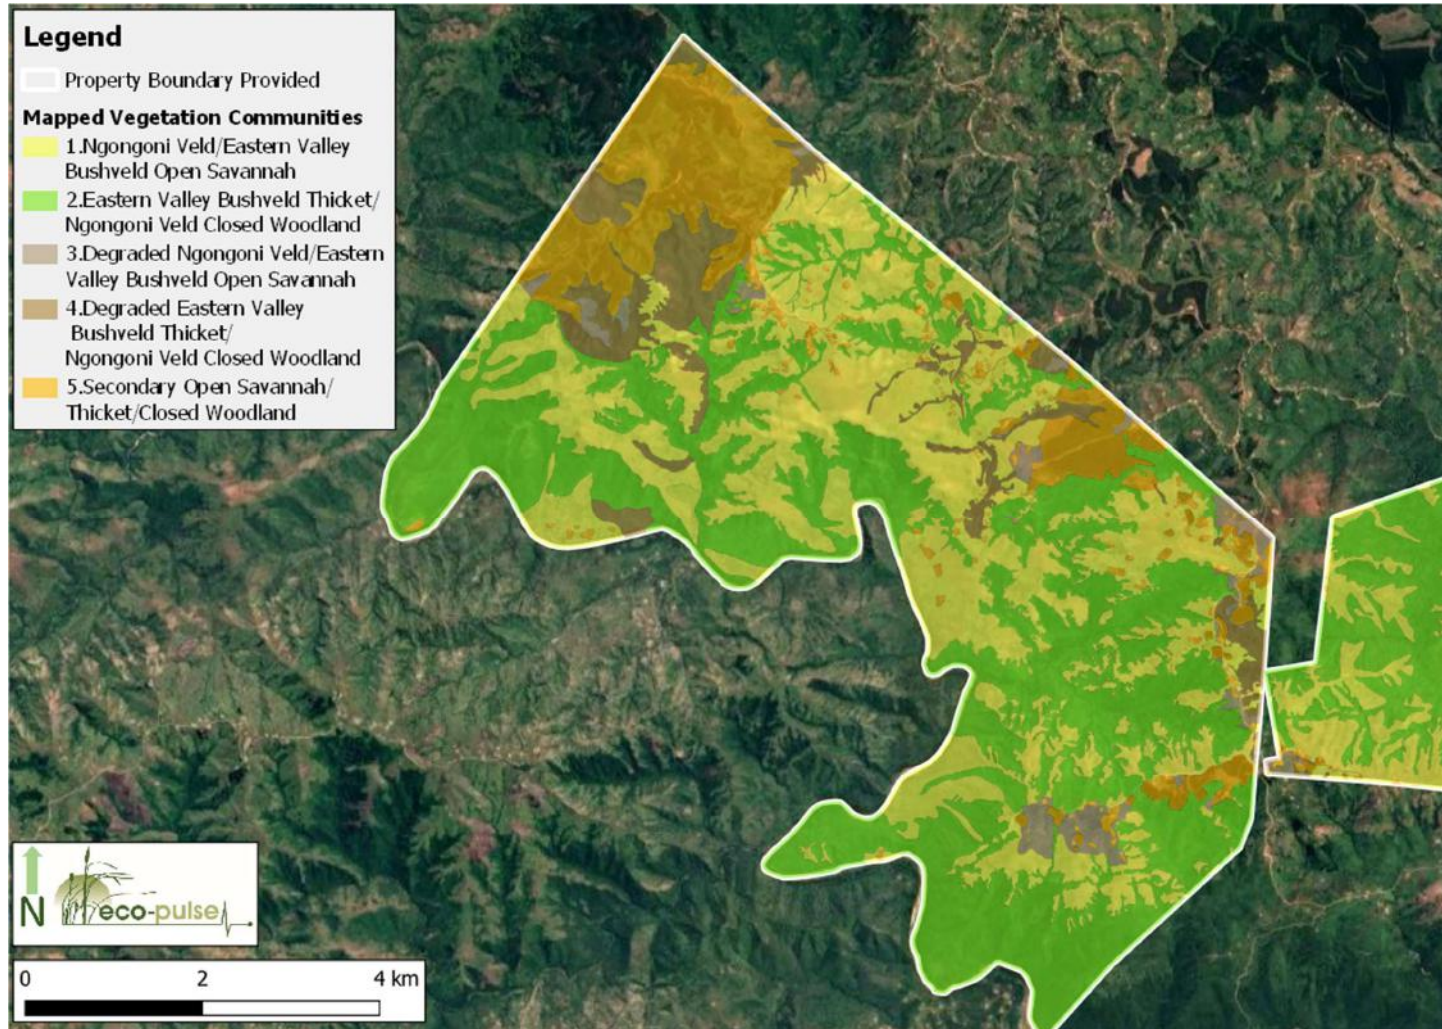 Legend
Property Boundary Provided
Mapped Vegetation Communities
1.Ngongoni Veld/Eastern Valley
Bushveld Open Savannah
2.Eastern Valley Bushveld Thicket/
Ngongoni Veld Closed Woodland
3.Degraded Ngongoni Veld/Eastern
Valley Bushveld Open Savannah
4.Degraded Eastern Valley
Bushveld Thicket/
Ngongoni Veld Closed Woodland
5.Secondary Open Savannah/
Thicket/Closed Woodland
N
eco-pulse
0 2 4 km